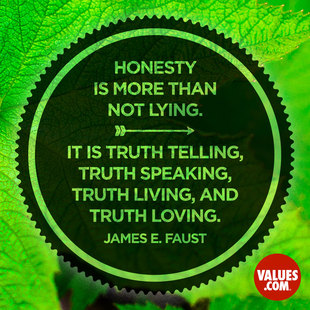 HONESTY
IS MORE THAN
NOT LYING.
IT IS TRUTH TELLING,
TRUTH SPEAKING,
TRUTH LIVING, AND
TRUTH LOVING.
JAMES E. FAUST
VALUES
.COM